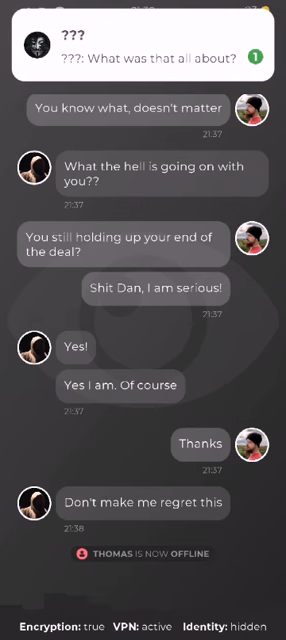 ???
???: What was that all about?
1
You know what, doesn't matter
21:37
What the hell is going on with
you??
21:37
You still holding up your end of
the deal?
Shit Dan, I am serious!
21:37
Yes!
Yes I am. Of course
21:37
Thanks
21:37
Don't make me regret this
21:38
THOMAS IS NOW OFFLINE
Encryption: true VPN: active Identity: hidden